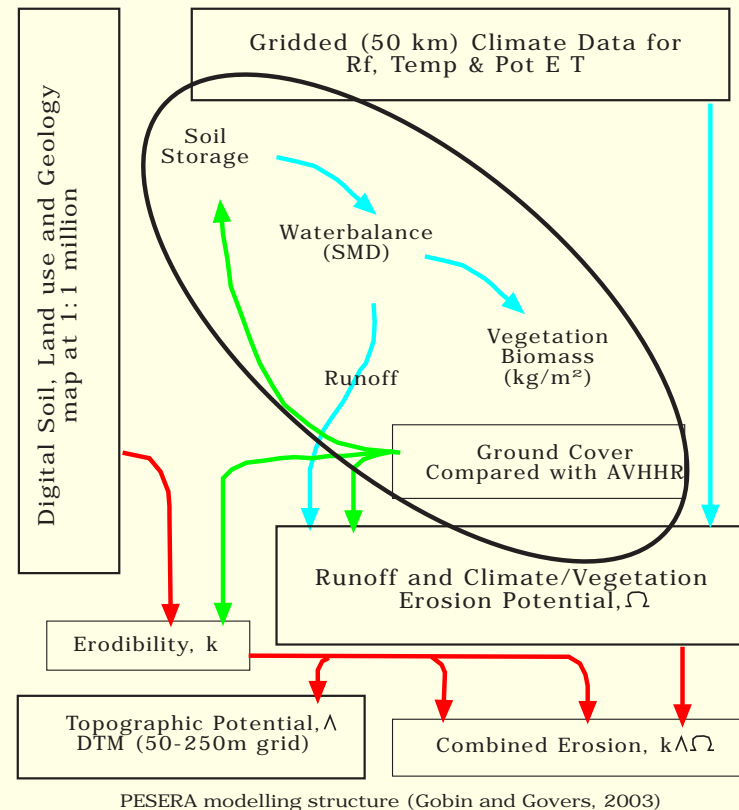 Gridded (50 km) Climate Data for
Rf, Temp & Pot E T
Digital Soil, Land use and Geology
map at 1:1 million
Soil
Storage
Waterbalance
(SMD)
Vegetation
Biomass
(kg/m²)
Runoff
Ground Cover
Compared with AVHHR
Runoff and Climate/Vegetation
Erosion Potential,Ω
Erodibility, k
Topographic Potential,Λ
DTM (50-250m grid)
Combined Erosion, kΛΩ
PESERA modelling structure (Gobin and Govers, 2003)